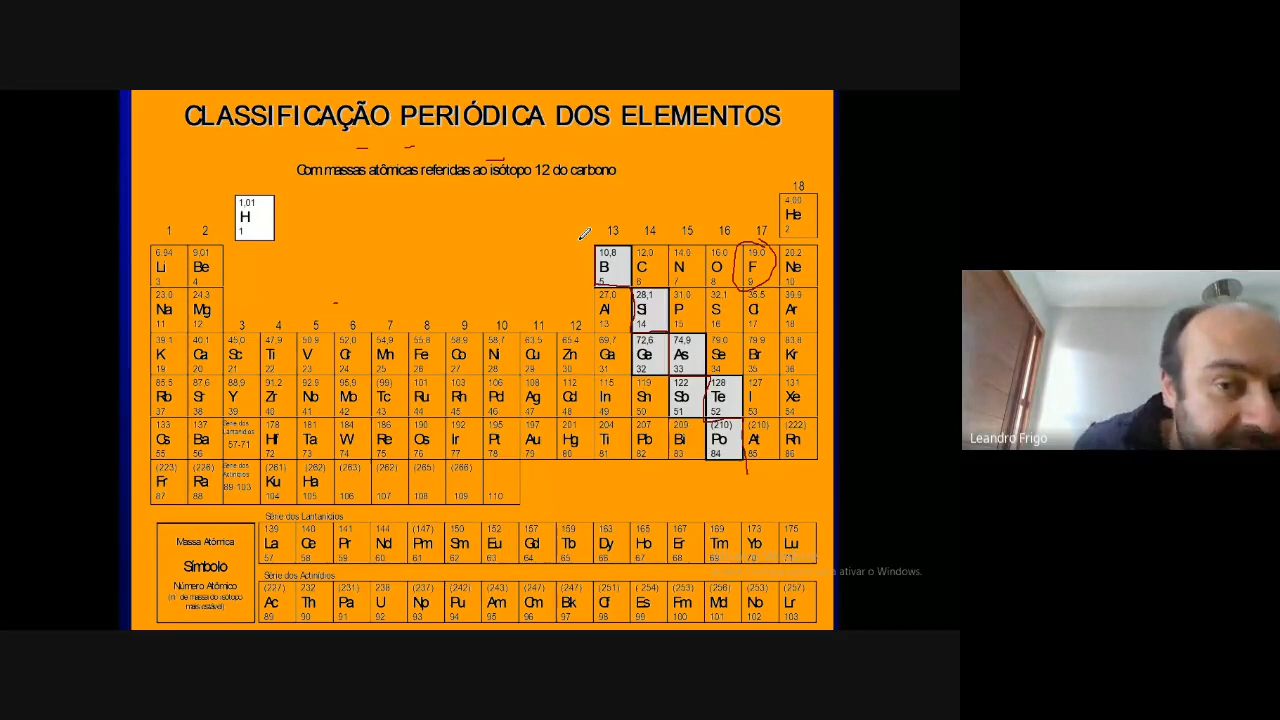 CLASSIFICAÇÃO PERIÓDICA DOS ELEMENTOS
Com massas atômicas referidas ao isótopo 12 do carbono
18
1,01 4,00
H He
1 2
1 2 13 14 15 16 17
6.94 9,01 10,8 12,0 14.0 16.0 19.0 20.2
Li Be B C N O F Ne
3 4 5 6 7 8 9 10
23,0 24.3 27,0 28,1 31,0 32.1 35.5 39.9
Na Mg Al Si P S Cl Ar
11 12 13 14 15 16 17 18
3 4 5 6 7 8 9 10 11 12
39.1 40.1 45,0 47,9 50.9 52.0 54,9 55.8 58.9 58,7 63.5 65.4 69,7 72,6 74,9 79.0 79.9 83.8
K Ca Sc Ti V Cr Mn Fe Co Ni Cu Zn Ga Ge As Se Br Kr
19 20 21 22 23 24 25 26 27 28 29 30 31 32 33 34 35 36
85.5 87.6 88,9 91.2 92.9 95,9 (99) 101 103 106 108 112 115 119 122 128 127 131
Rb Sr Y Zr Nb Mo Tc Ru Rh Pd Ag Cd In Sn Sb Te I Xe
37 38 39 40 41 42 43 44 45 46 47 48 49 50 51 52 53 54
133 137 Série dos Lantanídios 57-71 178 181 184 186 190 192 195 197 201 204 207 209 (210) (210) (222)
Cs Ba Hf Ta W Re Os Ir Pt Au Hg Ti Pb Bi Po At Rn
55 56 72 73 74 75 76 77 78 79 80 81 82 83 84 85 86
(223) (226) Série dos Actinídios 89-103 (261) (262) (263) (262) (265) (266)
Fr Ra Ku Ha
87 88 104 105 106 107 108 109 110
Série dos Lantanídios
139 140 141 144 (147) 150 152 157 159 163 165 167 169 173 175
La Ce Pr Nd Pm Sm Eu Gd Tb Dy Ho Er Tm Yb Lu
57 58 59 60 61 62 63 64 65 66 67 68 69 70 71
Série dos Actinídios
(227) 232 (231) 238 (237) (242) (243) (247) (247) (251) (254) (253) (256) (253) (257)
Ac Th Pa U Np Pu Am Cm Bk Cf Es Fm Md No Lr
89 90 91 92 93 94 95 96 97 98 99 100 101 102 103
Massa Atômica
Símbolo
Número Atômico
(nº de massa do isótopo
mais estável)
a ativar o Windows.
Leandro Frigo